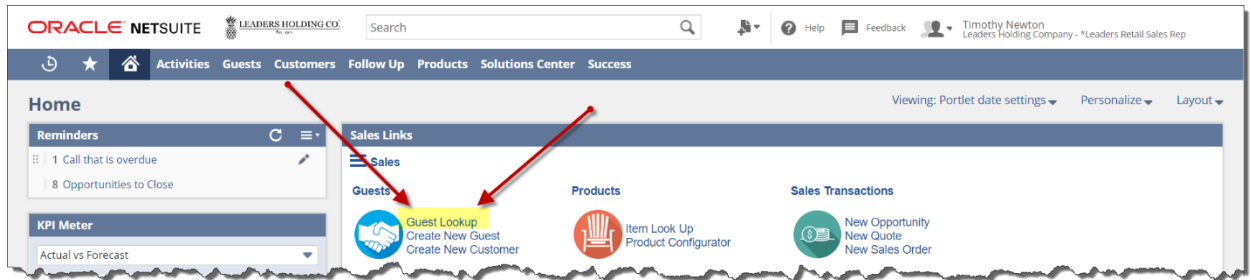 ORACLE NETSUITE
LEADERS HOLDING CO.
Search
Help
Feedback
Timothy Newton
Leaders Holding Company - *Leaders Retail Sales Rep
Activities Guests Customers Follow Up Products Solutions Center Success
Home
Viewing: Portlet date settings Personalize Layout
Reminders
1 Call that is overdue
8 Opportunities to Close
KPI Meter
Actual vs Forecast
Sales Links
Sales
Guests
Guest Lookup
Create New Guest
Create New Customer
Products
Item Look Up
Product Configurator
Sales Transactions
New Opportunity
New Quote
New Sales Order